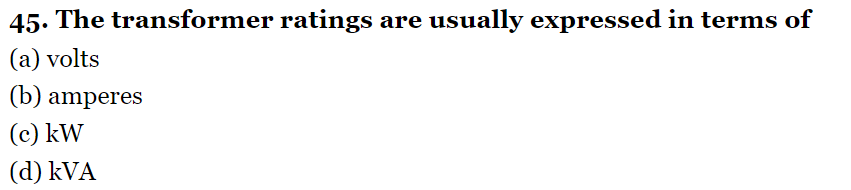 45. The transformer ratings are usually expressed in terms of
(a) volts
(b) amperes
(c) kW
(d) kVA